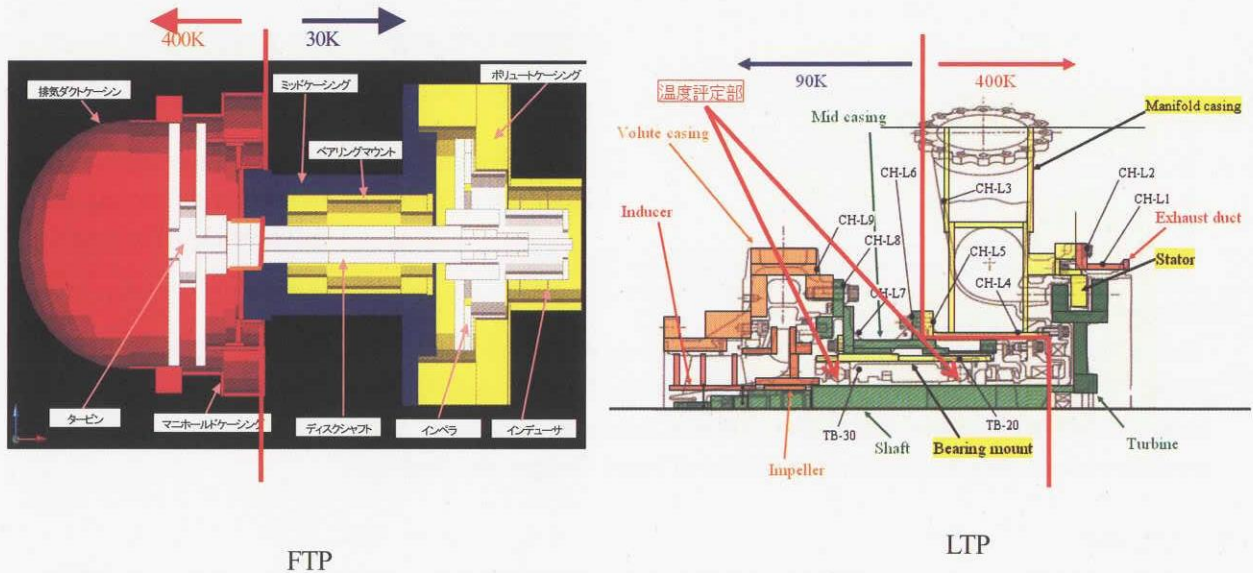 400K
30K
排気ダクトケーシン
ミッドケーシング
ボリュートケーシング
ベアリングマウント
タービン
マニホールドケーシング
ディスクシャフト
インペラ
インデューサ
FTP
90K
400K
温度評定部
Manifold casing
Volute casing
Mid casing
CH-L6
CH-L3
CH-L2
CH-L1
Inducer
CH-L9
CH-L8
Exhaust duct
CH-L5
Stator
CH-L7
CH-L4
TB-30
TB-20
Shaft
Bearing mount
Turbine
Impeller
LTP